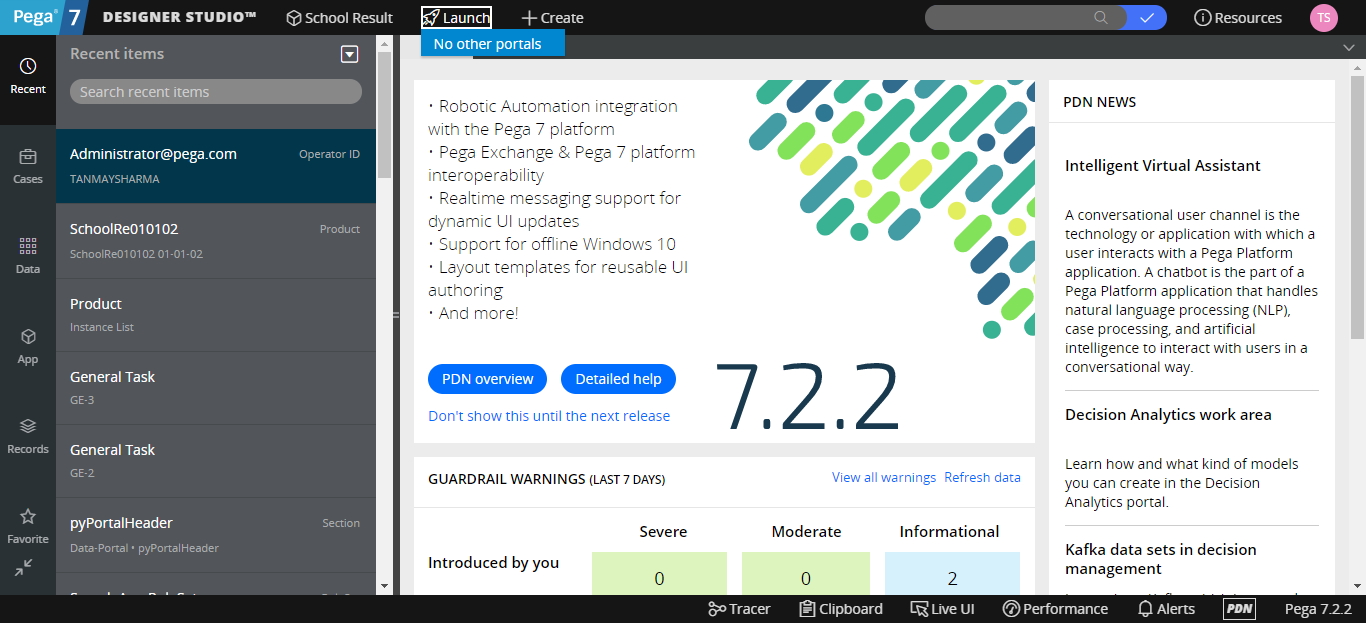 Pega 7 DESIGNER STUDIO™ School Result Launch Create Resources TS
No other portals
Recent
Cases
Data
App
Records
Favorite
Recent items
Search recent items
Administrator@pega.com Operator ID
TANMAYSHARMA
SchoolRe010102 Product
SchoolRe010102 01-01-02
Product
Instance List
General Task
GE-3
General Task
GE-2
pyPortalHeader Section
Data-Portal • pyPortalHeader
• Robotic Automation integration
with the Pega 7 platform
• Pega Exchange & Pega 7 platform
interoperability
• Realtime messaging support for
dynamic UI updates
• Support for offline Windows 10
• Layout templates for reusable UI
authoring
• And more!
PDN overview Detailed help
Don't show this until the next release
7.2.2
GUARDRAIL WARNINGS (LAST 7 DAYS) View all warnings Refresh data
Severe Moderate Informational
Introduced by you 0 0 2
PDN NEWS
Intelligent Virtual Assistant
A conversational user channel is the
technology or application with which a
user interacts with a Pega Platform
application. A chatbot is the part of a
Pega Platform application that handles
natural language processing (NLP),
case processing, and artificial
intelligence to interact with users in a
conversational way.
Decision Analytics work area
Learn how and what kind of models
you can create in the Decision
Analytics portal.
Kafka data sets in decision
management
Tracer Clipboard Live UI Performance Alerts PDN Pega 7.2.2